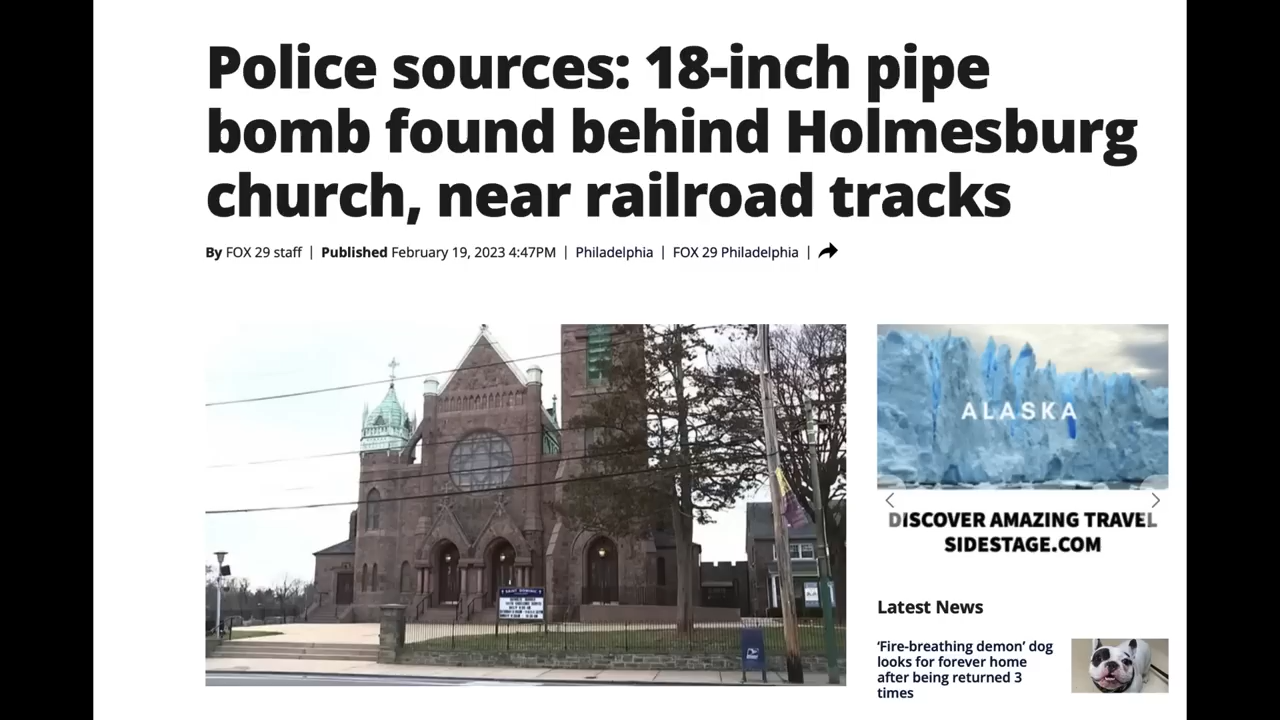 Police sources: 18-inch pipe
bomb found behind Holmesburg
church, near railroad tracks
By FOX 29 staff | Published February 19, 2023 4:47PM | Philadelphia | FOX 29 Philadelphia |
ALASKA
DISCOVER AMAZING TRAVEL
SIDESTAGE.COM
Latest News
‘Fire-breathing demon’ dog
looks for forever home
after being returned 3
times